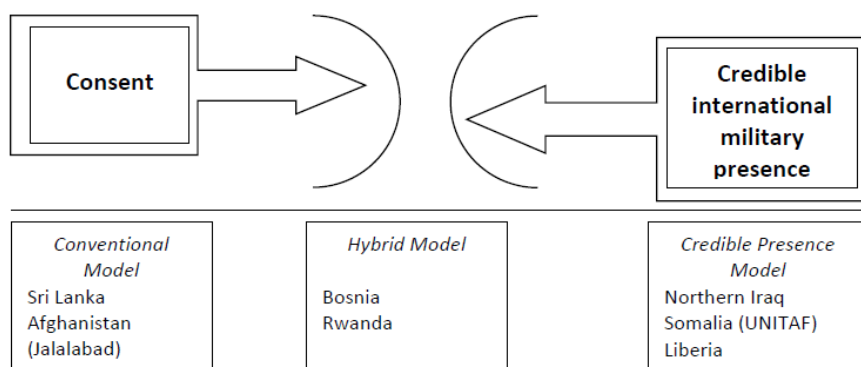 Consent
Credible
international
military
presence
Conventional
Model
Sri Lanka
Afghanistan
(Jalalabad)
Hybrid Model
Bosnia
Rwanda
Credible Presence
Model
Northern Iraq
Somalia (UNITAF)
Liberia